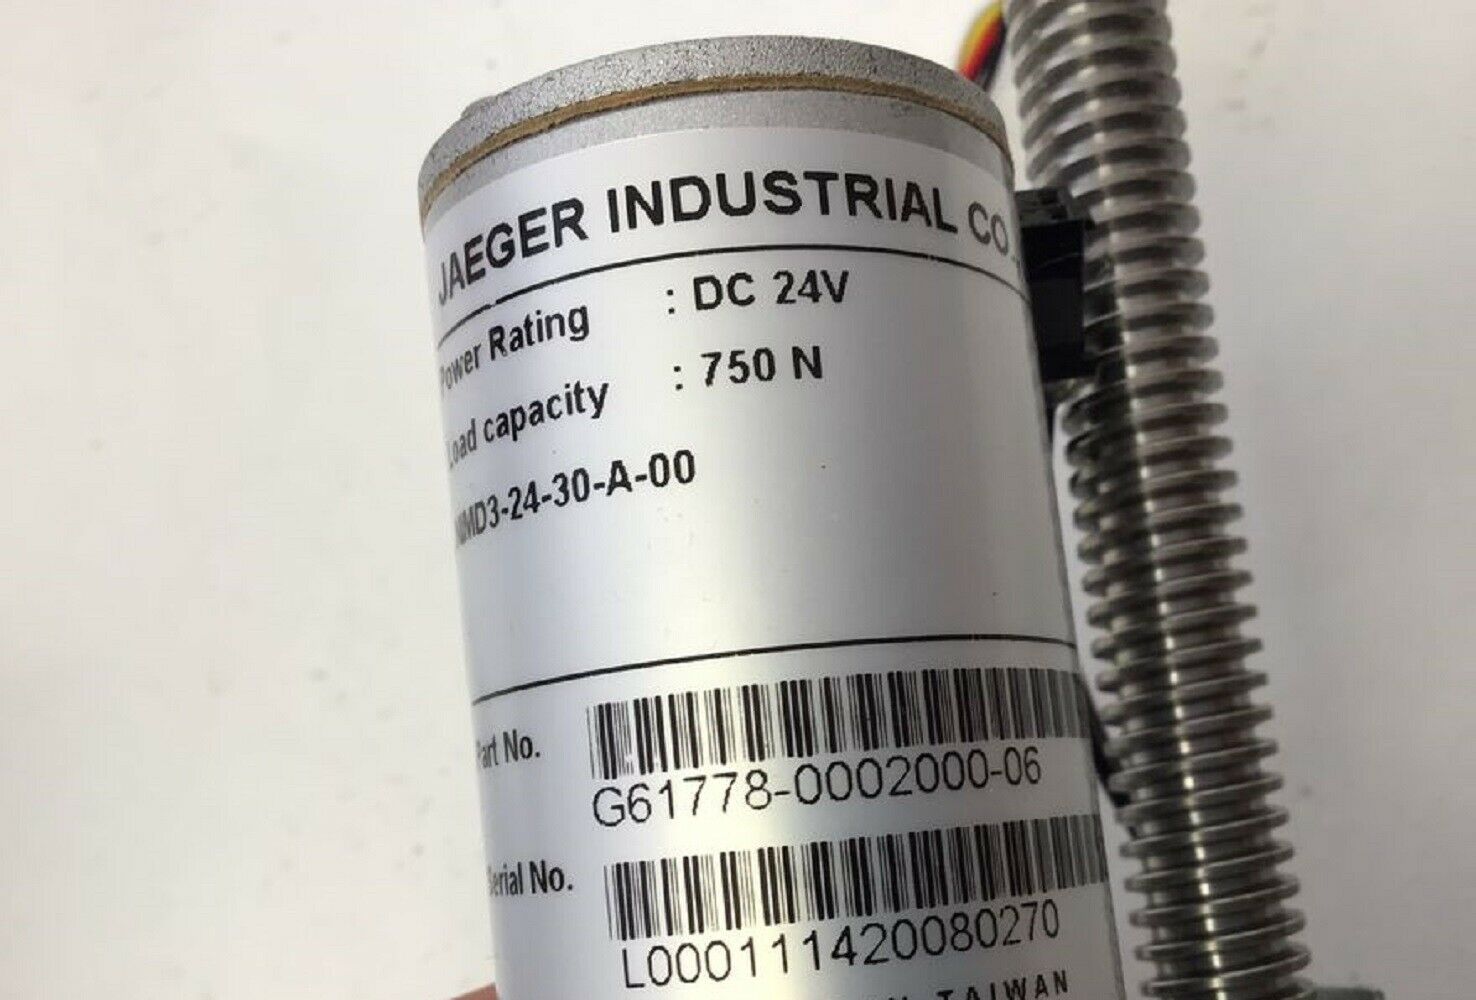 JAEGER INDUSTRIAL CO.,
Power Rating : DC 24V
Load capacity : 750 N
MD3-24-30-A-00
Part No.
G61778-0002000-06
Serial No.
L000111420080270
TAIWAN